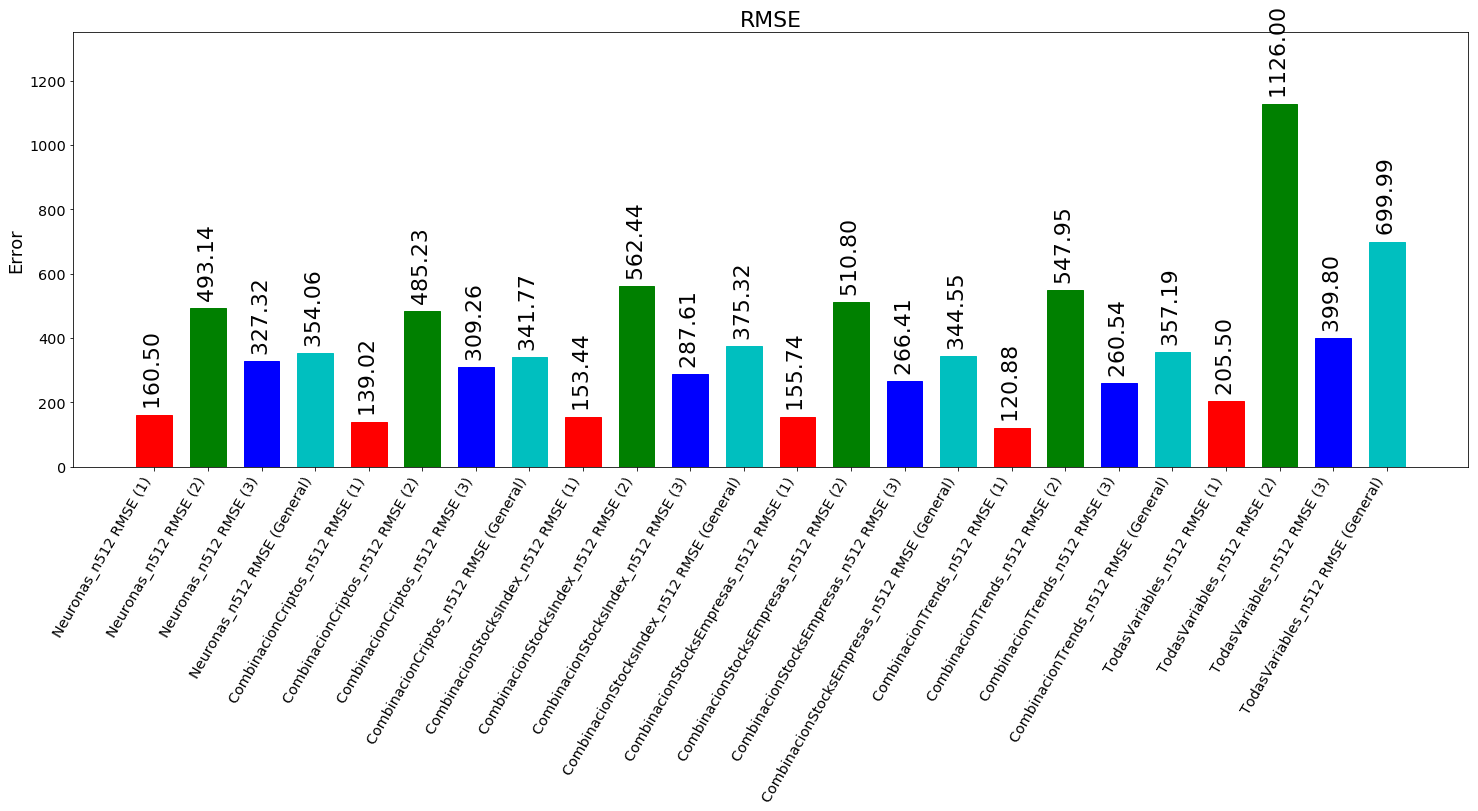 RMSE
Error
1200
1000
800
600
400
200
0
160.50
493.14
327.32
354.06
139.02
485.23
309.26
341.77
153.44
562.44
287.61
375.32
155.74
510.80
266.41
344.55
120.88
547.95
260.54
357.19
205.50
1126.00
399.80
699.99
Neuronas_n512 RMSE (1)
Neuronas_n512 RMSE (2)
Neuronas_n512 RMSE (3)
Neuronas_n512 RMSE (General)
CombinacionCriptos_n512 RMSE (1)
CombinacionCriptos_n512 RMSE (2)
CombinacionCriptos_n512 RMSE (3)
CombinacionCriptos_n512 RMSE (General)
CombinacionStocksIndex_n512 RMSE (1)
CombinacionStocksIndex_n512 RMSE (2)
CombinacionStocksIndex_n512 RMSE (3)
CombinacionStocksIndex_n512 RMSE (General)
CombinacionStocksEmpresas_n512 RMSE (1)
CombinacionStocksEmpresas_n512 RMSE (2)
CombinacionStocksEmpresas_n512 RMSE (3)
CombinacionStocksEmpresas_n512 RMSE (General)
CombinacionTrends_n512 RMSE (1)
CombinacionTrends_n512 RMSE (2)
CombinacionTrends_n512 RMSE (3)
CombinacionTrends_n512 RMSE (General)
TodasVariables_n512 RMSE (1)
TodasVariables_n512 RMSE (2)
TodasVariables_n512 RMSE (3)
TodasVariables_n512 RMSE (General)